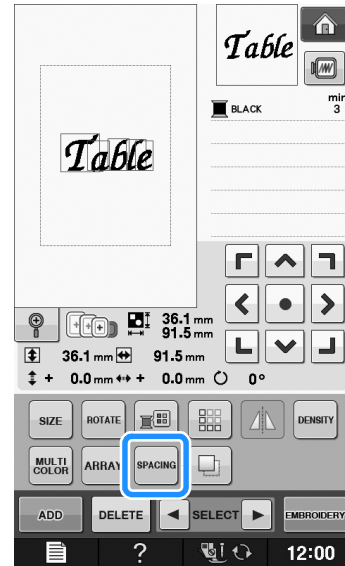 Table
BLACK
min
3
Table
36.1 mm
91.5 mm
36.1 mm 91.5 mm
+ 0.0 mm + 0.0 mm 0°
SIZE ROTATE DENSITY
MULTI COLOR ARRAY SPACING
ADD DELETE SELECT EMBROIDERY
? 12:00